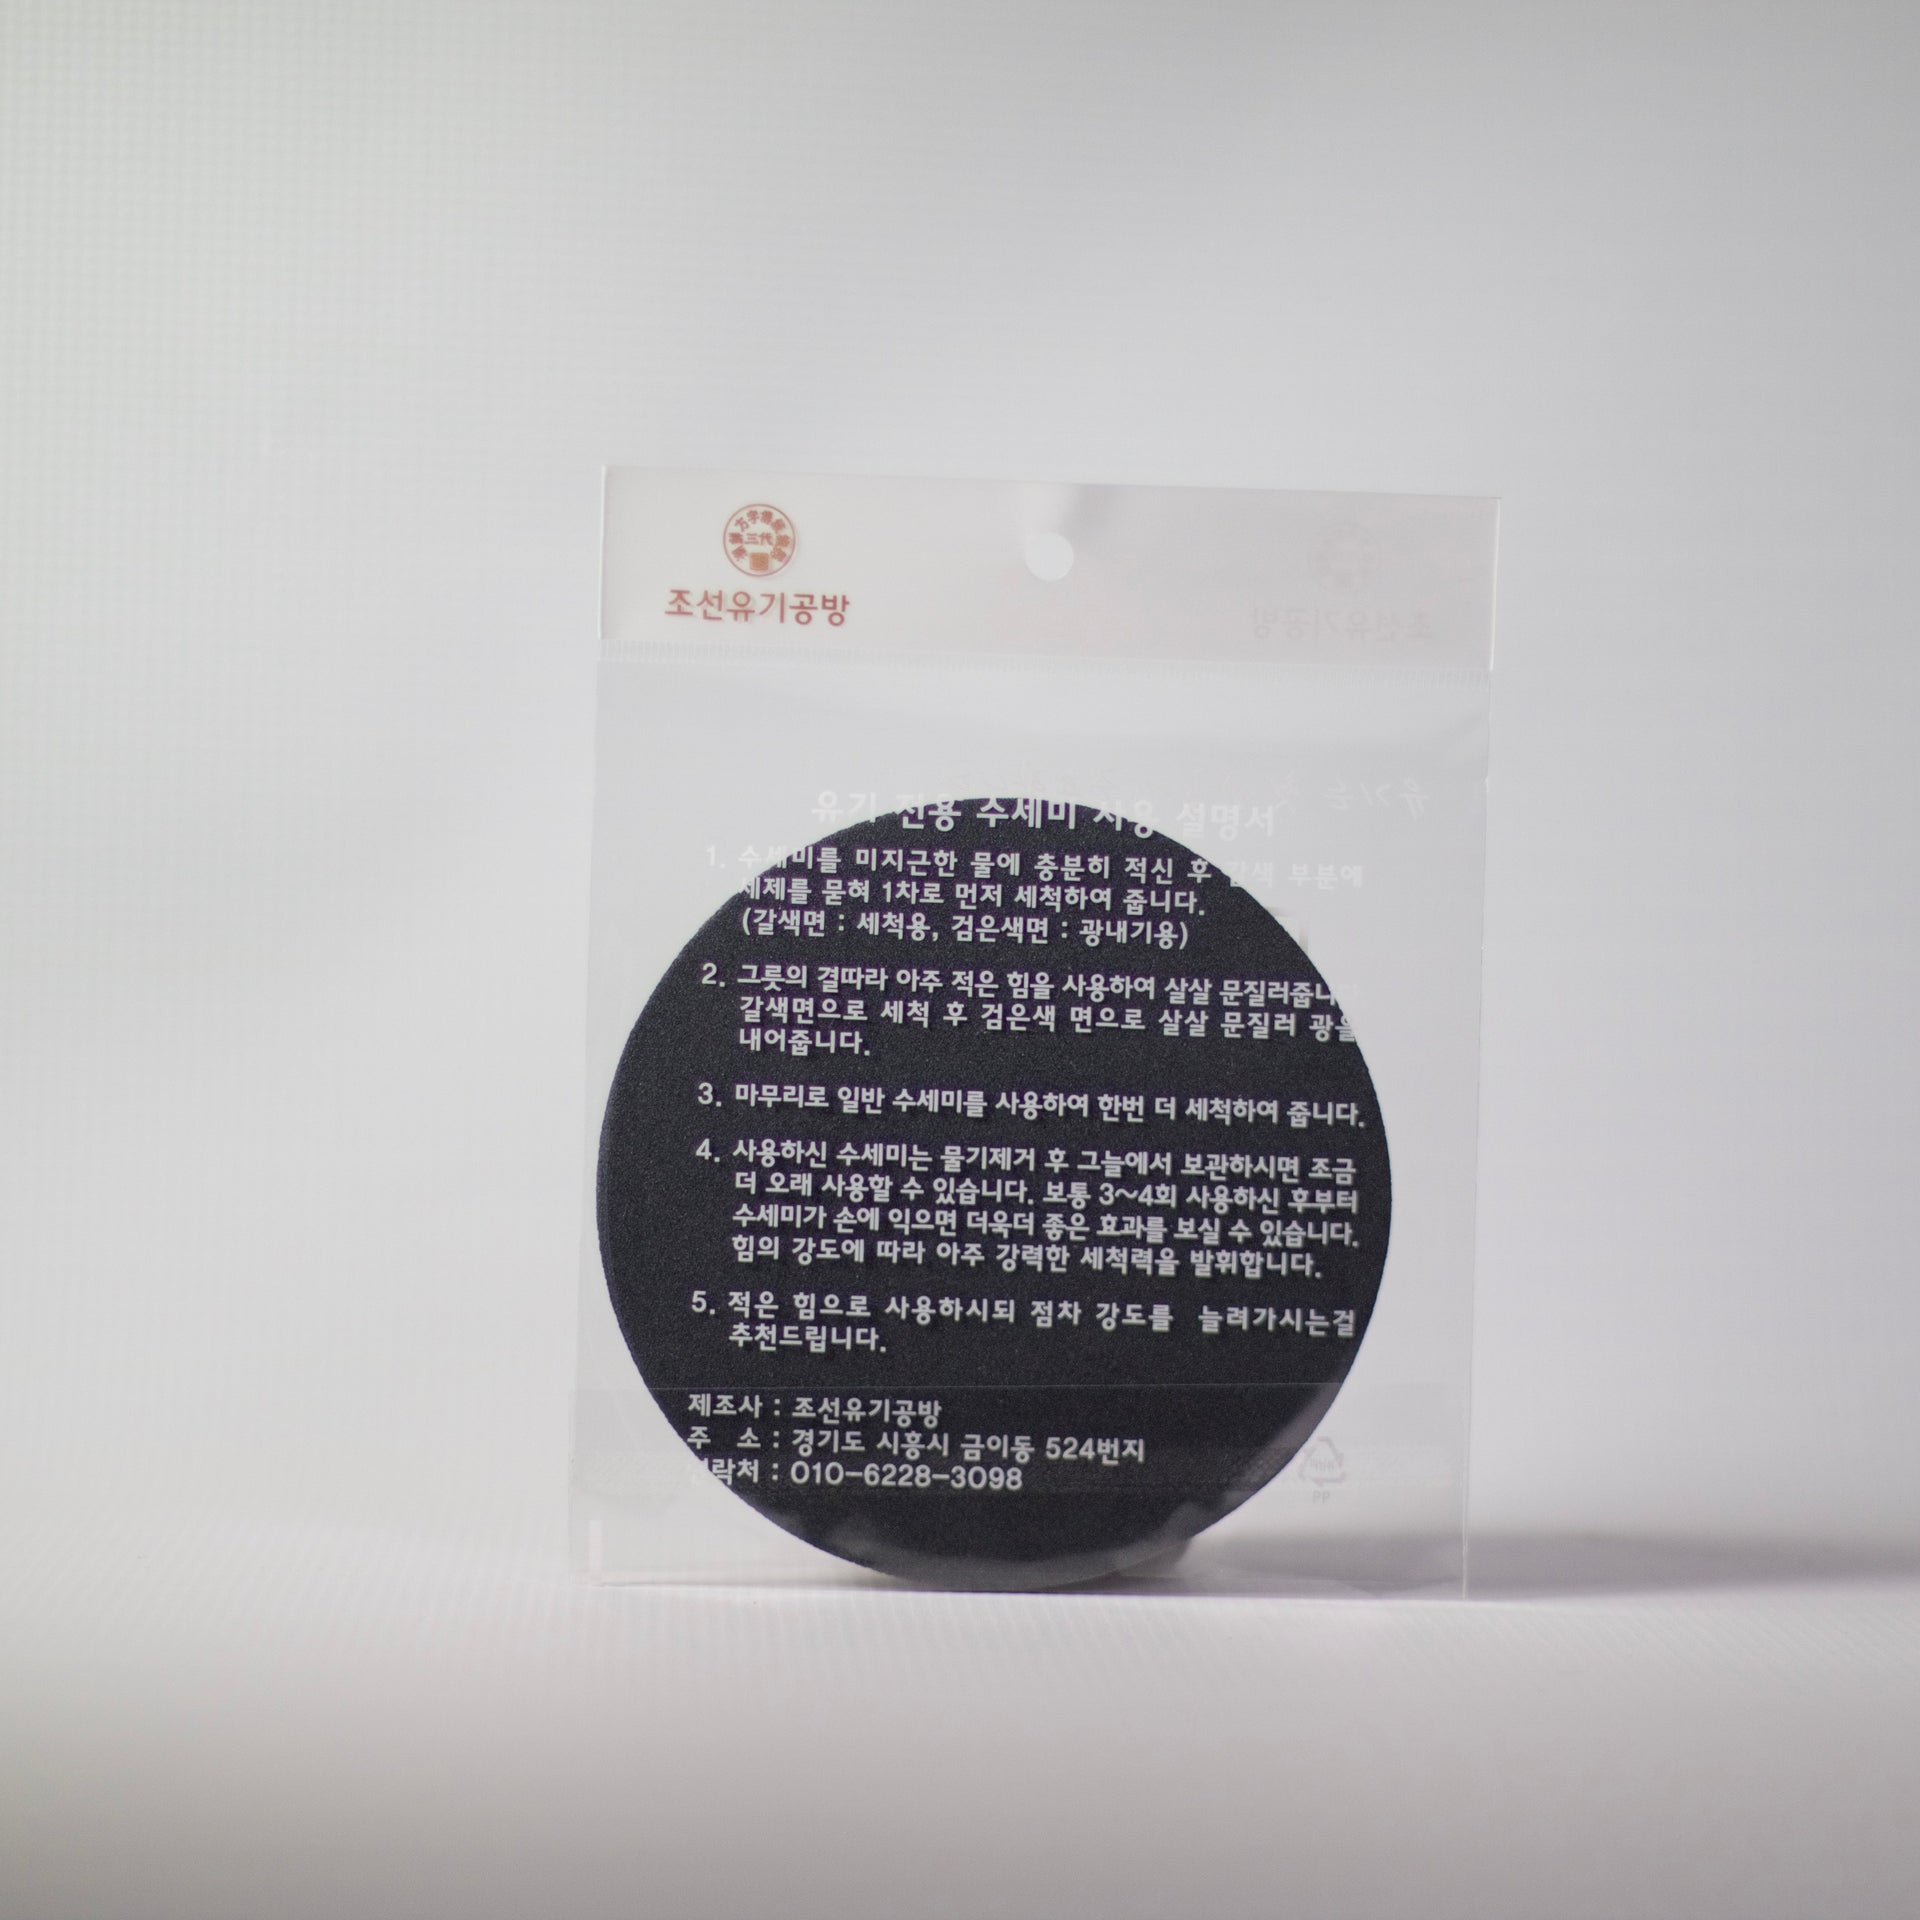 조선유기공방
유기 전용 수세미 사용 설명서
1. 수세미를 미지근한 물에 충분히 적신 후 갈색 부분에
세제를 묻혀 1차로 먼저 세척하여 줍니다.
(갈색면 : 세척용, 검은색면 : 광내기용)
2. 그릇의 결따라 아주 적은 힘을 사용하여 살살 문질러줍니다
갈색면으로 세척 후 검은색 면으로 살살 문질러 광을
내어줍니다.
3. 마무리로 일반 수세미를 사용하여 한번 더 세척하여 줍니다.
4. 사용하신 수세미는 물기제거 후 그늘에서 보관하시면 조금
더 오래 사용할 수 있습니다. 보통 3~4회 사용하신 후부터
수세미가 손에 익으면 더욱더 좋은 효과를 보실 수 있습니다.
힘의 강도에 따라 아주 강력한 세척력을 발휘합니다.
5. 적은 힘으로 사용하시되 점차 강도를 늘려가시는걸
추천드립니다.
제조사 : 조선유기공방
주 소 : 경기도 시흥시 금이동 524번지
연락처 : 010-6228-3098
PP